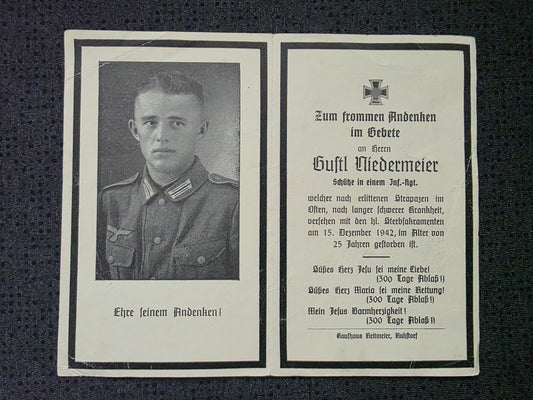 Ehre seinem Andenken!
Zum frommen Andenken
im Gebete
an Herrn
Gustl Niedermeier
Schütze in einem Inf.-Rgt.
welcher nach erlittenen Strapazen im
Osten, nach langer schwerer Krankheit,
versehen mit den hl. Sterbsakramenten
am 15. Dezember 1942, im Alter von
25 Jahren gestorben ist.
Süßes Herz Jesu sei meine Liebe!
(300 Tage Ablaß!)
Süßes Herz Maria sei meine Rettung!
(300 Tage Ablaß!)
Mein Jesus Barmherzigkeit!
(300 Tage Ablaß!)
Kaufhaus Reitmeier, Ruhstorf